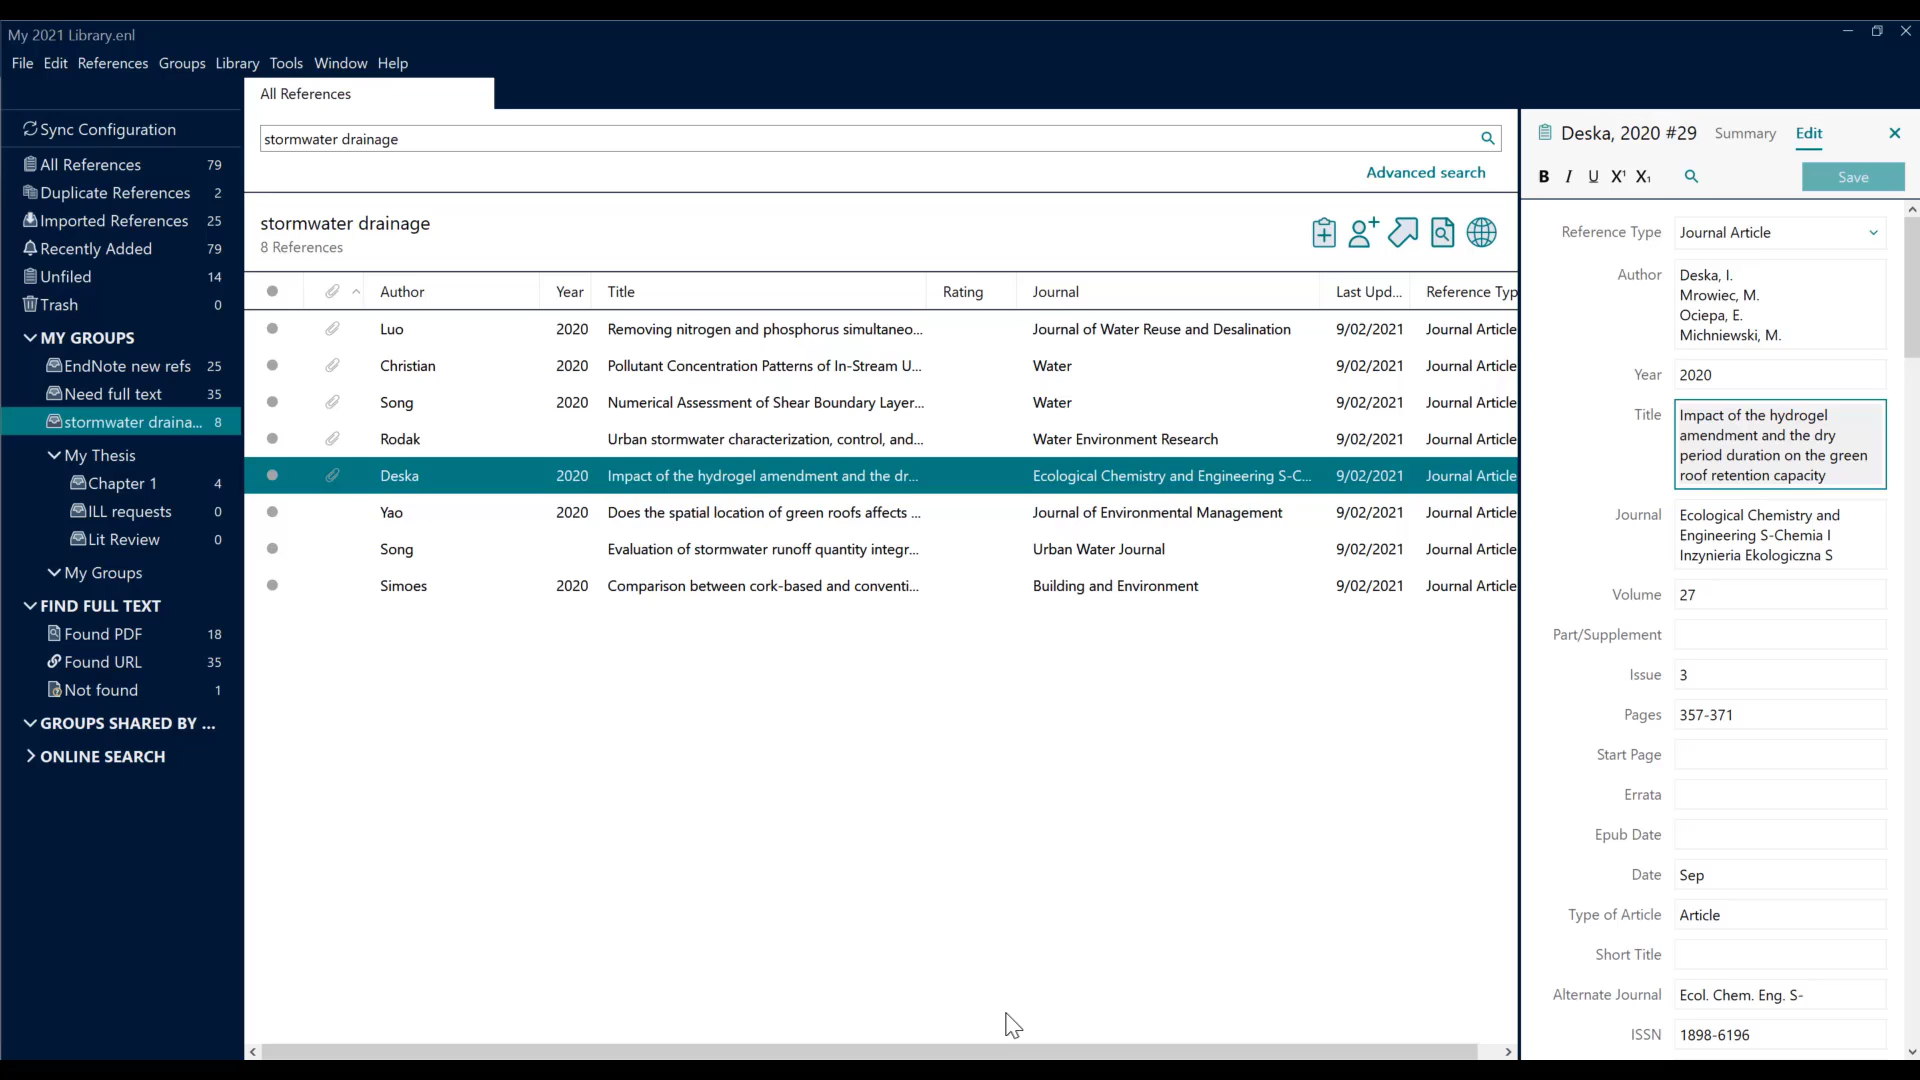 My 2021 Library.enl
File Edit References Groups Library Tools Window Help
All References
Sync Configuration
All References 79
Duplicate References 2
Imported References 25
Recently Added 79
Unfiled 14
Trash 0
MY GROUPS
EndNote new refs 25
Need full text 35
stormwater draina... 8
My Thesis
Chapter 1 4
ILL requests 0
Lit Review 0
My Groups
FIND FULL TEXT
Found PDF 18
Found URL 35
Not found 1
GROUPS SHARED BY ...
ONLINE SEARCH
stormwater drainage
Advanced search
stormwater drainage
8 References
Author Year Title Rating Journal Last Upd... Reference Typ
Luo 2020 Removing nitrogen and phosphorus simultaneo... Journal of Water Reuse and Desalination 9/02/2021 Journal Article
Christian 2020 Pollutant Concentration Patterns of In-Stream U... Water 9/02/2021 Journal Article
Song 2020 Numerical Assessment of Shear Boundary Layer... Water 9/02/2021 Journal Article
Rodak Urban stormwater characterization, control, and... Water Environment Research 9/02/2021 Journal Article
Deska 2020 Impact of the hydrogel amendment and the dr... Ecological Chemistry and Engineering S-C... 9/02/2021 Journal Article
Yao 2020 Does the spatial location of green roofs affects ... Journal of Environmental Management 9/02/2021 Journal Article
Song Evaluation of stormwater runoff quantity integr... Urban Water Journal 9/02/2021 Journal Article
Simoes 2020 Comparison between cork-based and conventi... Building and Environment 9/02/2021 Journal Article
Deska, 2020 #29 Summary Edit
B I U X¹ X₁ Save
Reference Type Journal Article
Author Deska, I.
Mrowiec, M.
Ociepa, E.
Michniewski, M.
Year 2020
Title Impact of the hydrogel
amendment and the dry
period duration on the green
roof retention capacity
Journal Ecological Chemistry and
Engineering S-Chemia I
Inzynieria Ekologiczna S
Volume 27
Part/Supplement
Issue 3
Pages 357-371
Start Page
Errata
Epub Date
Date Sep
Type of Article Article
Short Title
Alternate Journal Ecol. Chem. Eng. S-
ISSN 1898-6196